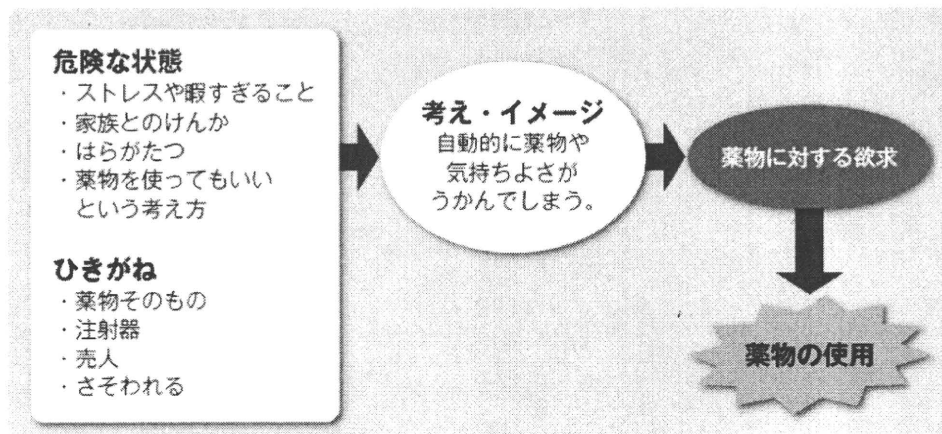 危険な状態
・ストレスや暇すぎること
・家族とのけんか
・はらがたつ
・薬物を使ってもいい
という考え方
ひきがね
・薬物そのもの
・注射器
・売人
・さそわれる
考え・イメージ
自動的に薬物や
気持ちよさが
うかんでしまう。
薬物に対する欲求
薬物の使用